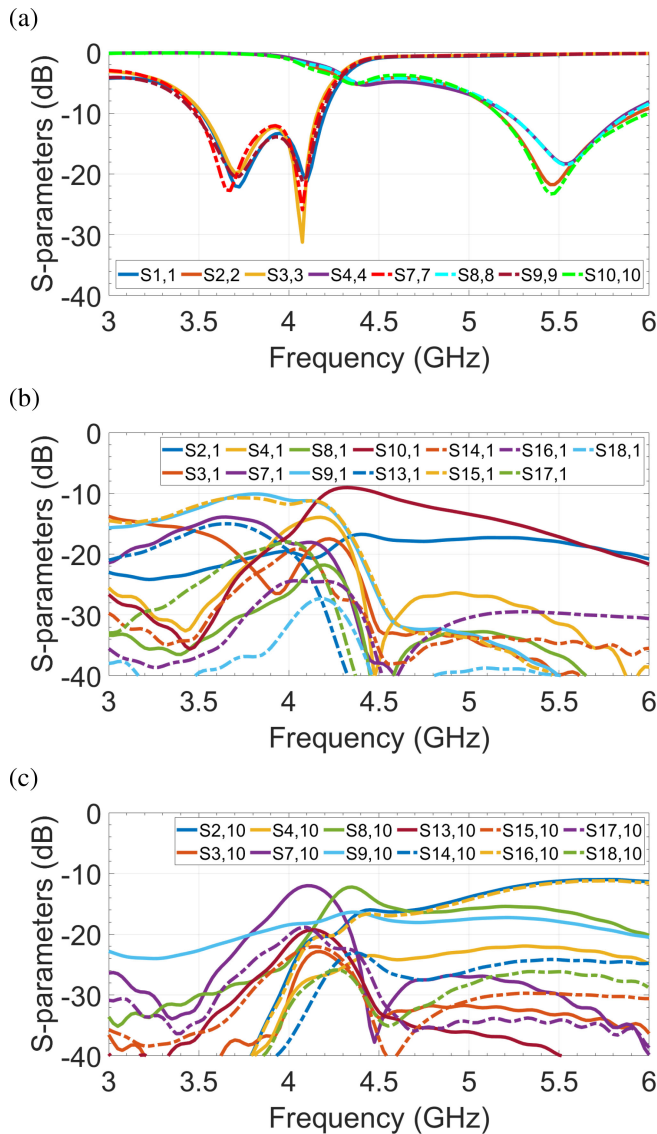 (a)
0
-10
-20
-30
-40
S-parameters (dB)
S1,1 S2,2 S3,3 S4,4 S7,7 S8,8 S9,9 S10,10
3 3.5 4 4.5 5 5.5 6
Frequency (GHz)
(b)
0
-10
-20
-30
-40
S-parameters (dB)
S2,1 S4,1 S8,1 S10,1 S14,1 S16,1 S18,1
S3,1 S7,1 S9,1 S13,1 S15,1 S17,1
3 3.5 4 4.5 5 5.5 6
Frequency (GHz)
(c)
0
-10
-20
-30
-40
S-parameters (dB)
S2,10 S4,10 S8,10 S13,10 S15,10 S17,10
S3,10 S7,10 S9,10 S14,10 S16,10 S18,10
3 3.5 4 4.5 5 5.5 6
Frequency (GHz)